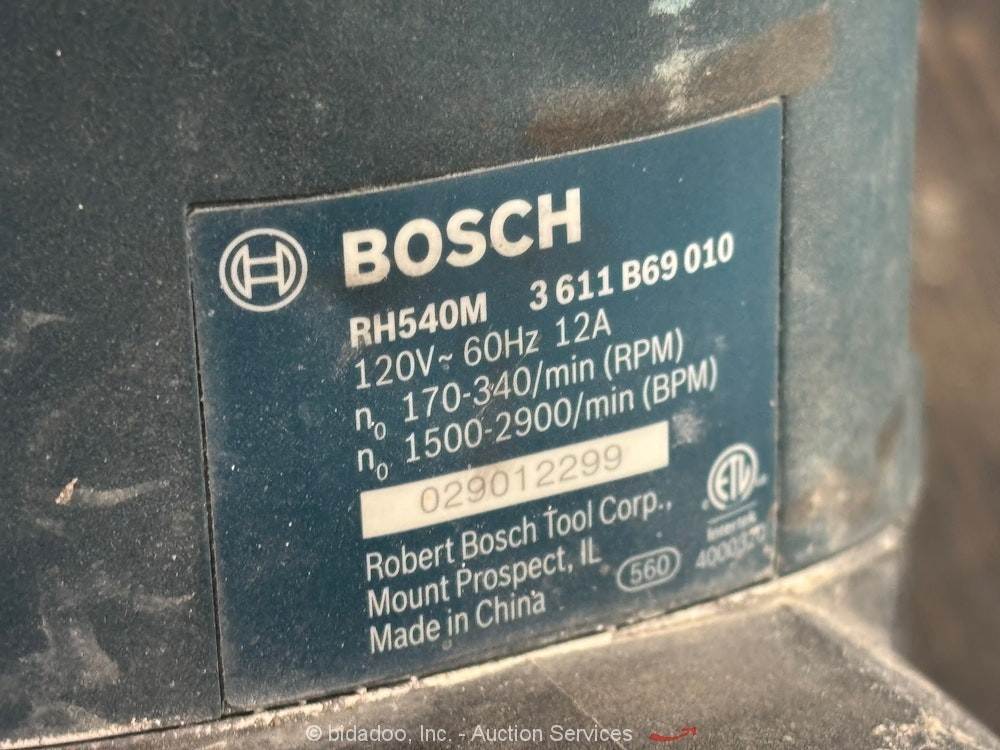 BOSCH
RH540M 3 611 B69 010
120V~ 60Hz 12A
n₀ 170-340/min (RPM)
n₀ 1500-2900/min (BPM)
029012299
Robert Bosch Tool Corp.,
Mount Prospect, IL
Made in China
560
ETL
Intertek
4000370
© bidadoo, Inc. - Auction Services